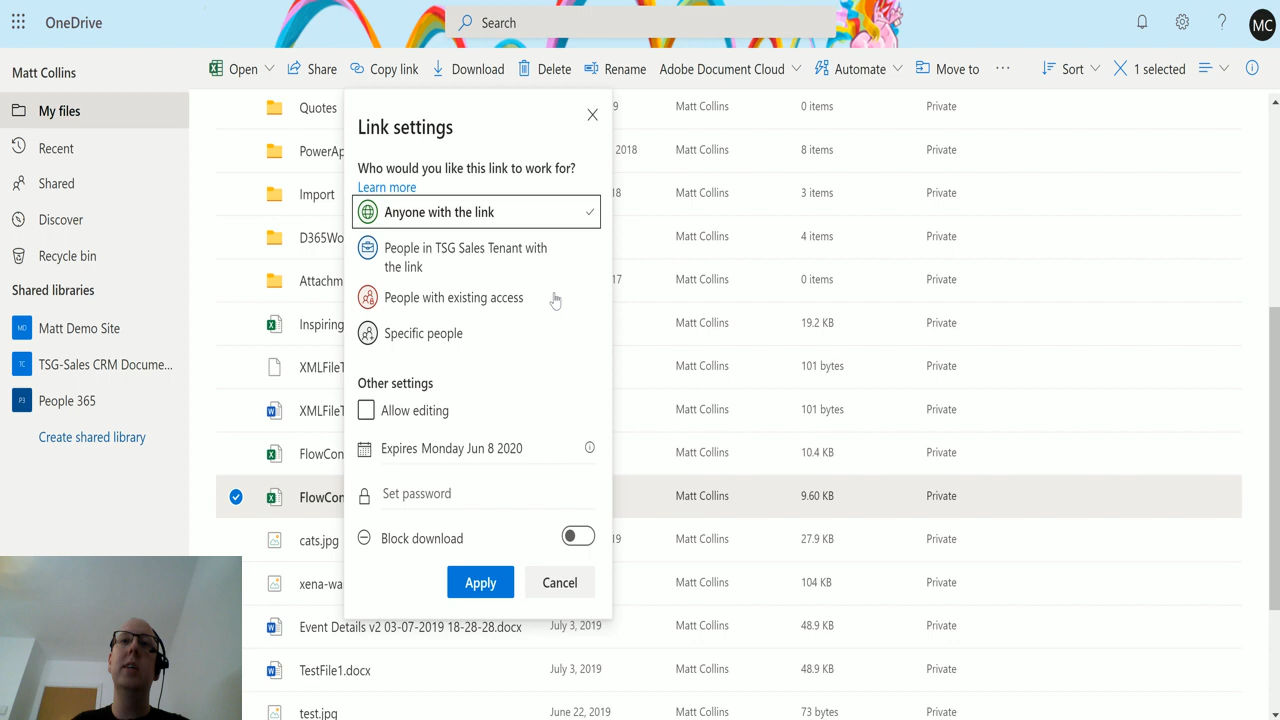 OneDrive
Search
MC
Matt Collins
Open
Share
Copy link
Download
Delete
Rename
Adobe Document Cloud
Automate
Move to
...
Sort
1 selected
My files
Recent
Shared
Discover
Recycle bin
Shared libraries
MD Matt Demo Site
TC TSG-Sales CRM Docume...
P3 People 365
Create shared library
Quotes 9 Matt Collins 0 items Private
PowerAp 2018 Matt Collins 8 items Private
Import 18 Matt Collins 3 items Private
D365Wo Matt Collins 4 items Private
Attachm 17 Matt Collins 0 items Private
Inspiring Matt Collins 19.2 KB Private
XMLFileT Matt Collins 101 bytes Private
XMLFileT Matt Collins 101 bytes Private
FlowCon Matt Collins 10.4 KB Private
FlowCon Matt Collins 9.60 KB Private
cats.jpg 19 Matt Collins 27.9 KB Private
xena-wa Matt Collins 104 KB Private
Event Details v2 03-07-2019 18-28-28.docx July 3, 2019 Matt Collins 48.9 KB Private
TestFile1.docx July 3, 2019 Matt Collins 48.9 KB Private
test.jpg June 22, 2019 Matt Collins 73 bytes Private
Link settings
Who would you like this link to work for?
Learn more
Anyone with the link
People in TSG Sales Tenant with
the link
People with existing access
Specific people
Other settings
Allow editing
Expires Monday Jun 8 2020
Set password
Block download
Apply
Cancel